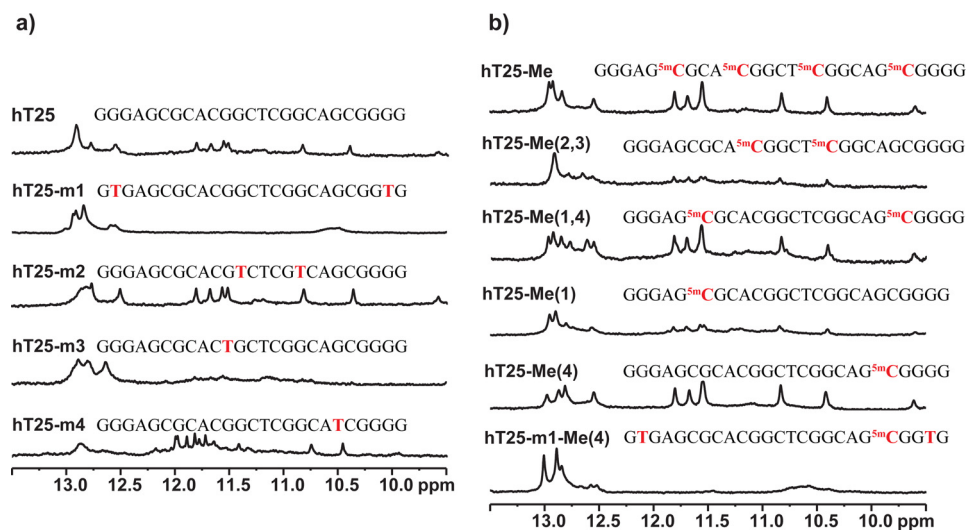 a)
hT25 GGGAGCGCACGGCTCGGCAGCGGGG
hT25-m1 GTGAGCGCACGGCTCGGCAGCGGTG
hT25-m2 GGGAGCGCACGTCTCGTCAGCGGGG
hT25-m3 GGGAGCGCACTGCTCGGCAGCGGGG
hT25-m4 GGGAGCGCACGGCTCGGCATCGGGG
13.0 12.5 12.0 11.5 11.0 10.5 10.0 ppm
b)
hT25-Me GGGAG5mCGCA5mCGGCT5mCGGCAG5mCGGGG
hT25-Me(2,3) GGGAGCGCA5mCGGCT5mCGGCAGCGGGG
hT25-Me(1,4) GGGAG5mCGCACGGCTCGGCAG5mCGGGG
hT25-Me(1) GGGAG5mCGCACGGCTCGGCAGCGGGG
hT25-Me(4) GGGAGCGCACGGCTCGGCAG5mCGGGG
hT25-m1-Me(4) GTGAGCGCACGGCTCGGCAG5mCGGTG
13.0 12.5 12.0 11.5 11.0 10.5 10.0 ppm